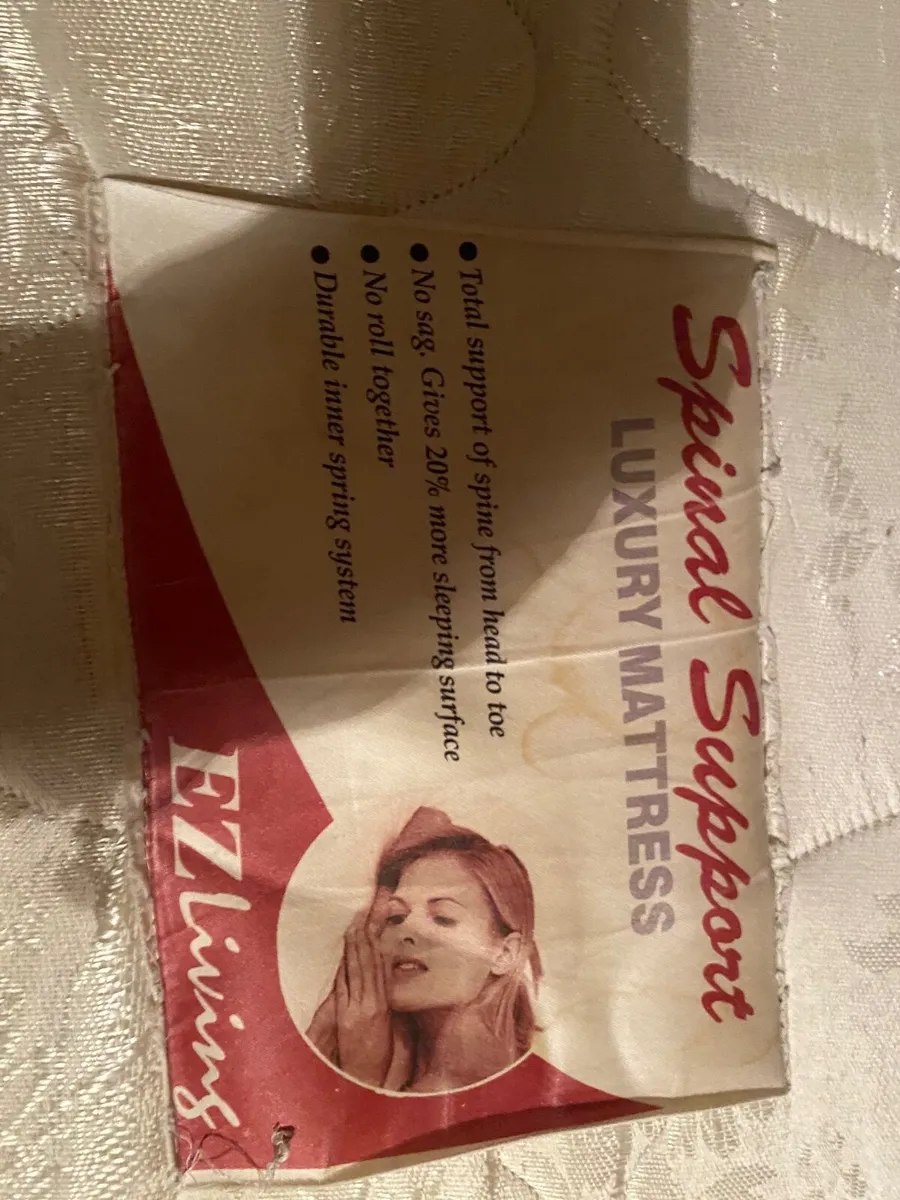 Spinal Support
LUXURY MATTRESS
● Total support of spine from head to toe
● No sag. Gives 20% more sleeping surface
● No roll together
● Durable inner spring system
EZ Living